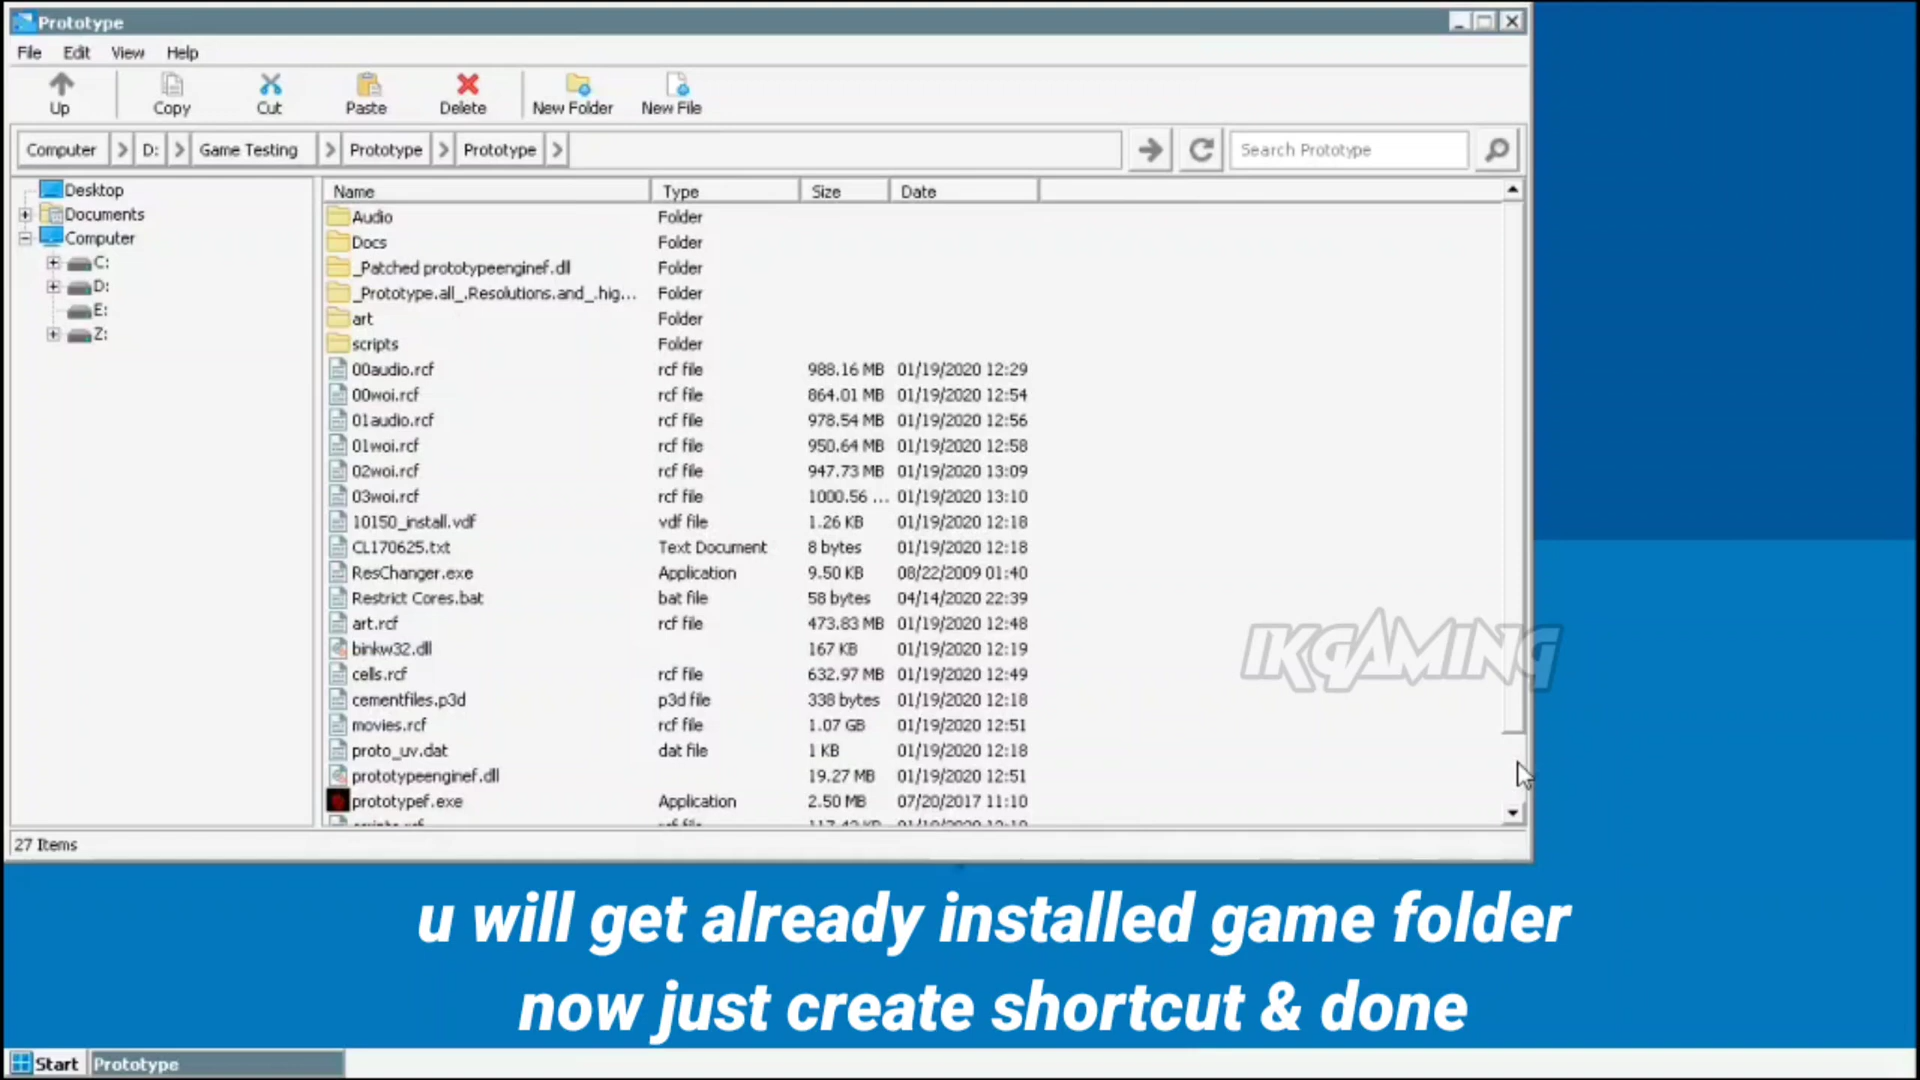 Prototype
File Edit View Help
Up Copy Cut Paste Delete New Folder New File
Computer D: Game Testing Prototype Prototype Search Prototype
Desktop
Documents
Computer
C:
D:
E:
Z:
Name Type Size Date
Audio Folder
Docs Folder
_Patched prototypeenginef.dll Folder
_Prototype.all_.Resolutions.and_.hig... Folder
art Folder
scripts Folder
00audio.rcf rcf file 988.16 MB 01/19/2020 12:29
00woi.rcf rcf file 864.01 MB 01/19/2020 12:54
01audio.rcf rcf file 978.54 MB 01/19/2020 12:56
01woi.rcf rcf file 950.64 MB 01/19/2020 12:58
02woi.rcf rcf file 947.73 MB 01/19/2020 13:09
03woi.rcf rcf file 1000.56 ... 01/19/2020 13:10
10150_install.vdf vdf file 1.26 KB 01/19/2020 12:18
CL170625.txt Text Document 8 bytes 01/19/2020 12:18
ResChanger.exe Application 9.50 KB 08/22/2009 01:40
Restrict Cores.bat bat file 58 bytes 04/14/2020 22:39
art.rcf rcf file 473.83 MB 01/19/2020 12:48
binkw32.dll 167 KB 01/19/2020 12:19
cells.rcf rcf file 632.97 MB 01/19/2020 12:49
cementfiles.p3d p3d file 338 bytes 01/19/2020 12:18
movies.rcf rcf file 1.07 GB 01/19/2020 12:51
proto_uv.dat dat file 1 KB 01/19/2020 12:18
prototypeenginef.dll 19.27 MB 01/19/2020 12:51
prototypef.exe Application 2.50 MB 07/20/2017 11:10
27 Items
IKGAMING
u will get already installed game folder
now just create shortcut & done
Start Prototype